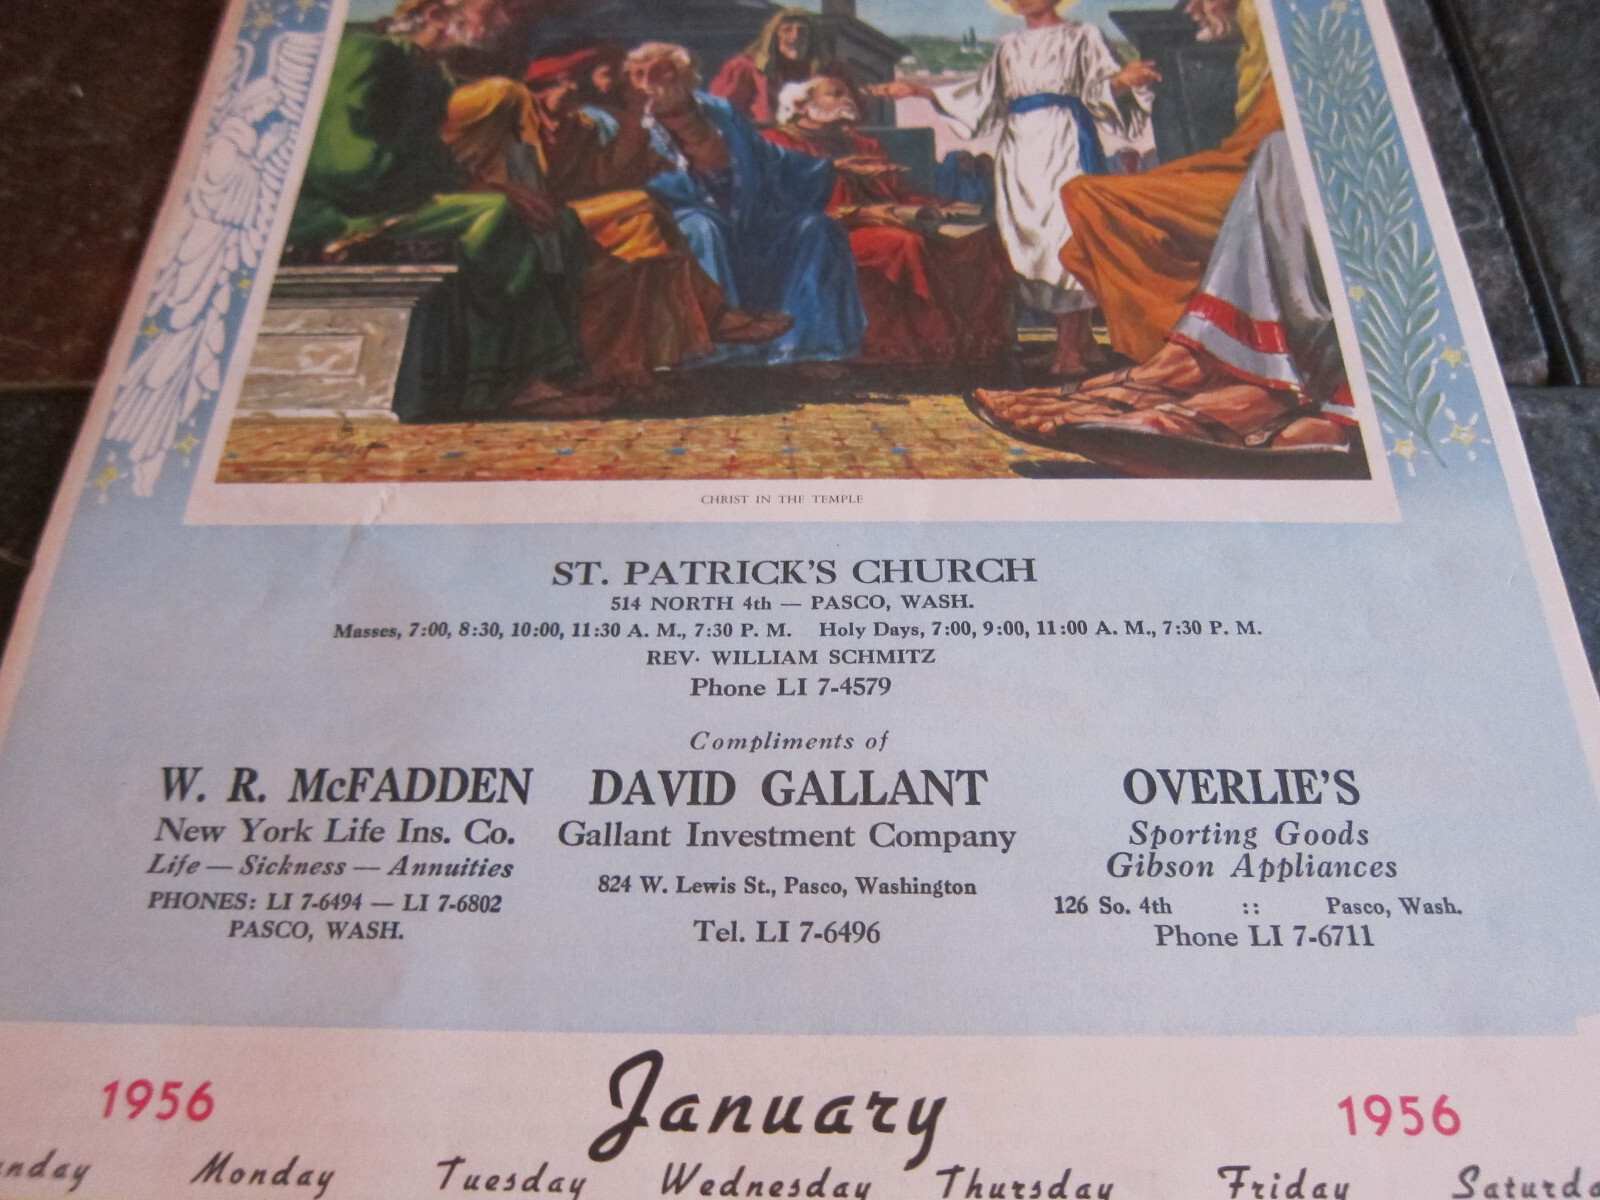 CHRIST IN THE TEMPLE
ST. PATRICK'S CHURCH
514 NORTH 4th — PASCO, WASH.
Masses, 7:00, 8:30, 10:00, 11:30 A. M., 7:30 P. M. Holy Days, 7:00, 9:00, 11:00 A. M., 7:30 P. M.
REV. WILLIAM SCHMITZ
Phone LI 7-4579
Compliments of
W. R. McFADDEN
New York Life Ins. Co.
Life — Sickness — Annuities
PHONES: LI 7-6494 — LI 7-6802
PASCO, WASH.
DAVID GALLANT
Gallant Investment Company
824 W. Lewis St., Pasco, Washington
Tel. LI 7-6496
OVERLIE'S
Sporting Goods
Gibson Appliances
126 So. 4th :: Pasco, Wash.
Phone LI 7-6711
1956 January 1956
nday Monday Tuesday Wednesday Thursday Friday Saturda